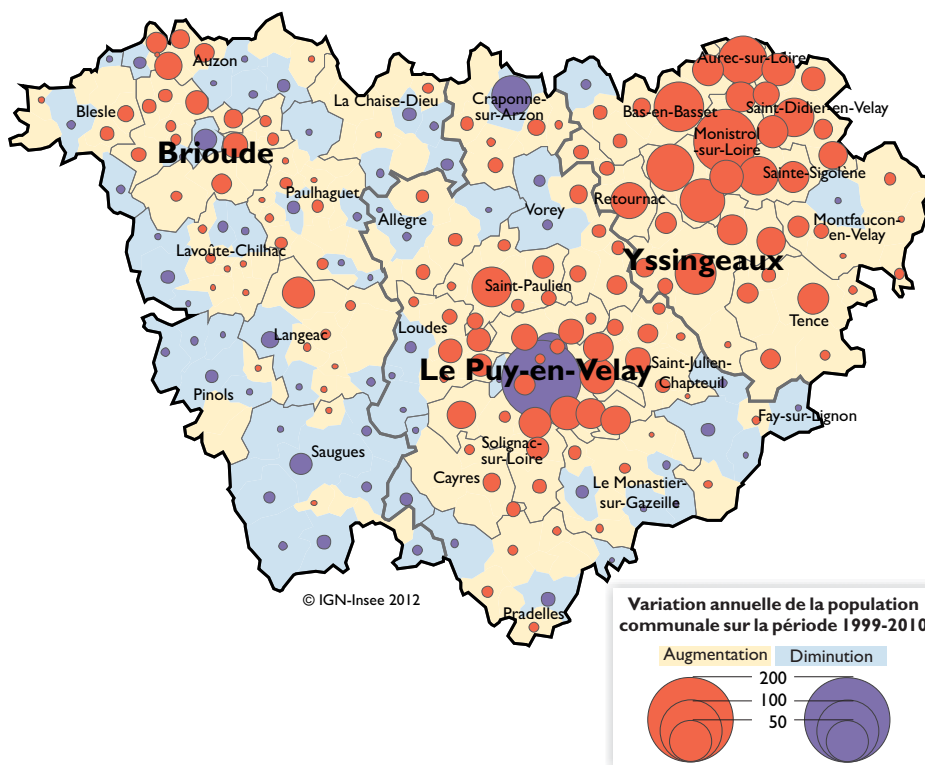 Aurec-sur-Loire
Auzon
La Chaise-Dieu
Craponne-
sur-Arzon
Blesle
Bas-en-Basset
Saint-Didier-en-Velay
Monistrol
-sur-Loire
Brioude
Sainte-Sigolène
Paulhaguet
Retournac
Allègre
Vorey
Montfaucon-
en-Velay
Lavoûte-Chilhac
Yssingeaux
Saint-Paulien
Tence
Langeac
Loudes
Le Puy-en-Velay
Saint-Julien-
Chapteuil
Pinols
Fay-sur-Lignon
Saugues
Solignac-
sur-Loire
Cayres
Le Monastier-
sur-Gazeille
© IGN-Insee 2012
Pradelles
Variation annuelle de la population
communale sur la période 1999-2010
Augmentation
Diminution
200
100
50